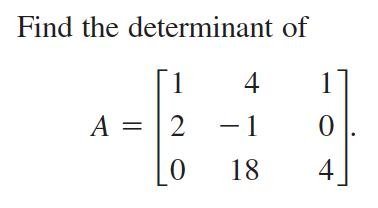 Find the determinant of
1 4 1
A = 2 -1 0 .
0 18 4